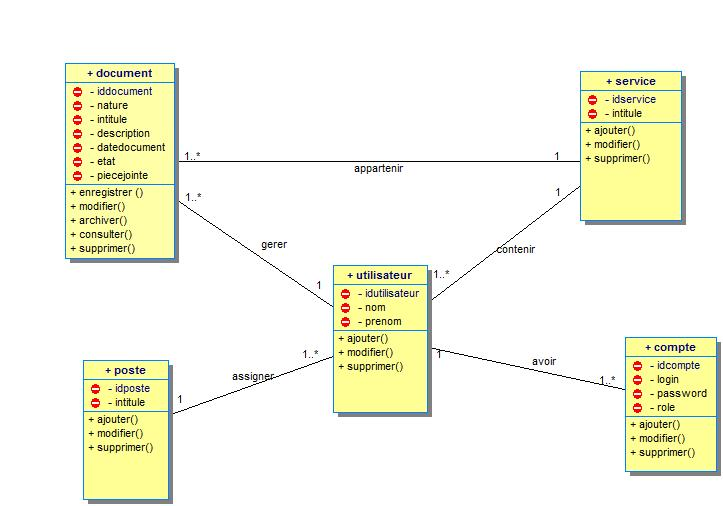 + document
- iddocument
- nature
- intitule
- description
- datedocument
- etat
- piecejointe
+ enregistrer ()
+ modifier()
+ archiver()
+ consulter()
+ supprimer()
1..*
appartenir
1
+ service
- idservice
- intitule
+ ajouter()
+ modifier()
+ supprimer()
1..*
gerer
1
1
contenir
1..*
+ utilisateur
- idutilisateur
- nom
- prenom
+ ajouter()
+ modifier()
+ supprimer()
1..*
assigner
1
+ poste
- idposte
- intitule
+ ajouter()
+ modifier()
+ supprimer()
1
avoir
1..*
+ compte
- idcompte
- login
- password
- role
+ ajouter()
+ modifier()
+ supprimer()